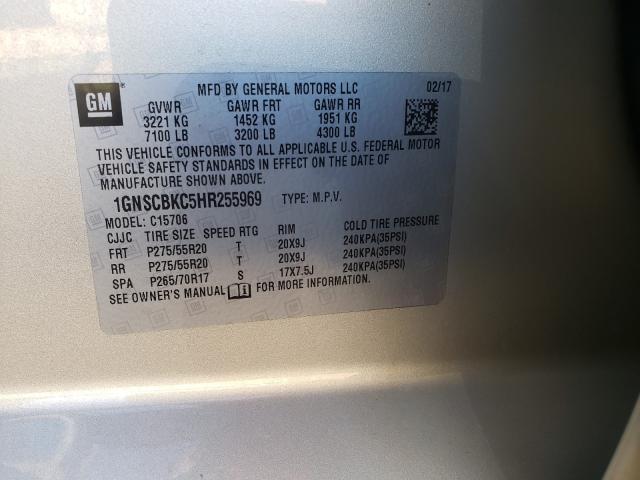 GM
MFD BY GENERAL MOTORS LLC 02/17
GVWR GAWR FRT GAWR RR
3221 KG 1452 KG 1951 KG
7100 LB 3200 LB 4300 LB
THIS VEHICLE CONFORMS TO ALL APPLICABLE U.S. FEDERAL MOTOR
VEHICLE SAFETY STANDARDS IN EFFECT ON THE DATE OF
MANUFACTURE SHOWN ABOVE.
1GNSCBKC5HR255969 TYPE: M.P.V.
MODEL: C15706
CJJC TIRE SIZE SPEED RTG RIM COLD TIRE PRESSURE
FRT P275/55R20 T 20X9J 240KPA(35PSI)
RR P275/55R20 T 20X9J 240KPA(35PSI)
SPA P265/70R17 S 17X7.5J 240KPA(35PSI)
SEE OWNER'S MANUAL FOR MORE INFORMATION.